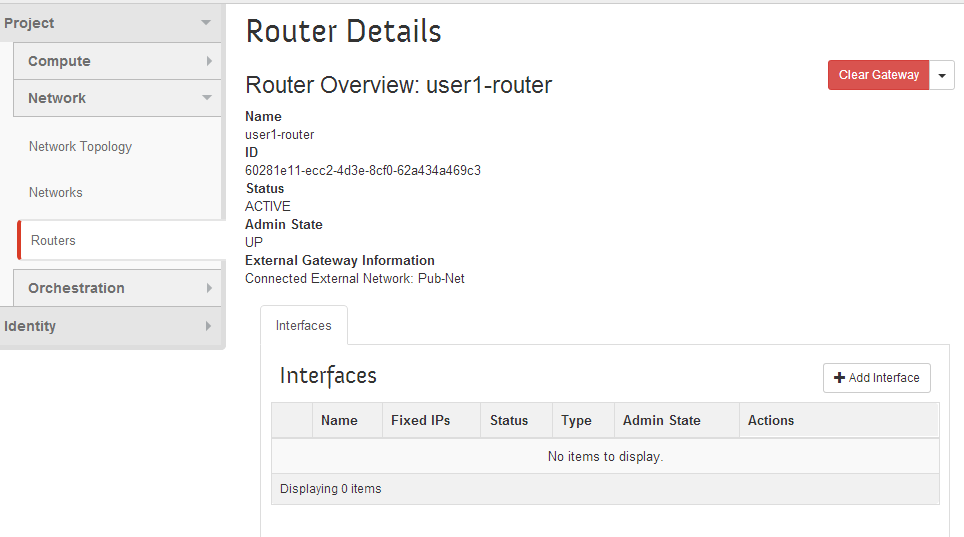 Project
Compute
Network
Network Topology
Networks
Routers
Orchestration
Identity
Router Details
Router Overview: user1-router
Clear Gateway
Name
user1-router
ID
60281e11-ecc2-4d3e-8cf0-62a434a469c3
Status
ACTIVE
Admin State
UP
External Gateway Information
Connected External Network: Pub-Net
Interfaces
Interfaces
Add Interface
Name Fixed IPs Status Type Admin State Actions
No items to display.
Displaying 0 items